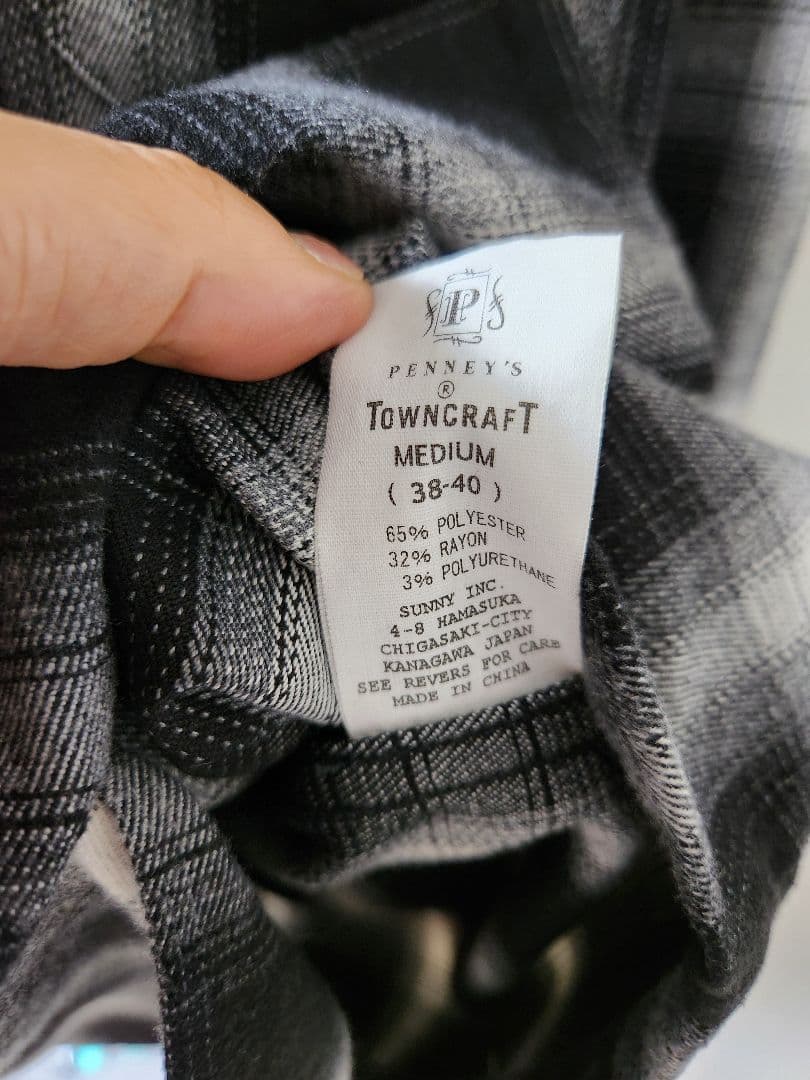 P
PENNEY'S
®
TOWNCRAFT
MEDIUM
( 38-40 )
65% POLYESTER
32% RAYON
3% POLYURETHANE
SUNNY INC.
4-8 HAMASUKA
CHIGASAKI-CITY
KANAGAWA JAPAN
SEE REVERS FOR CARE
MADE IN CHINA